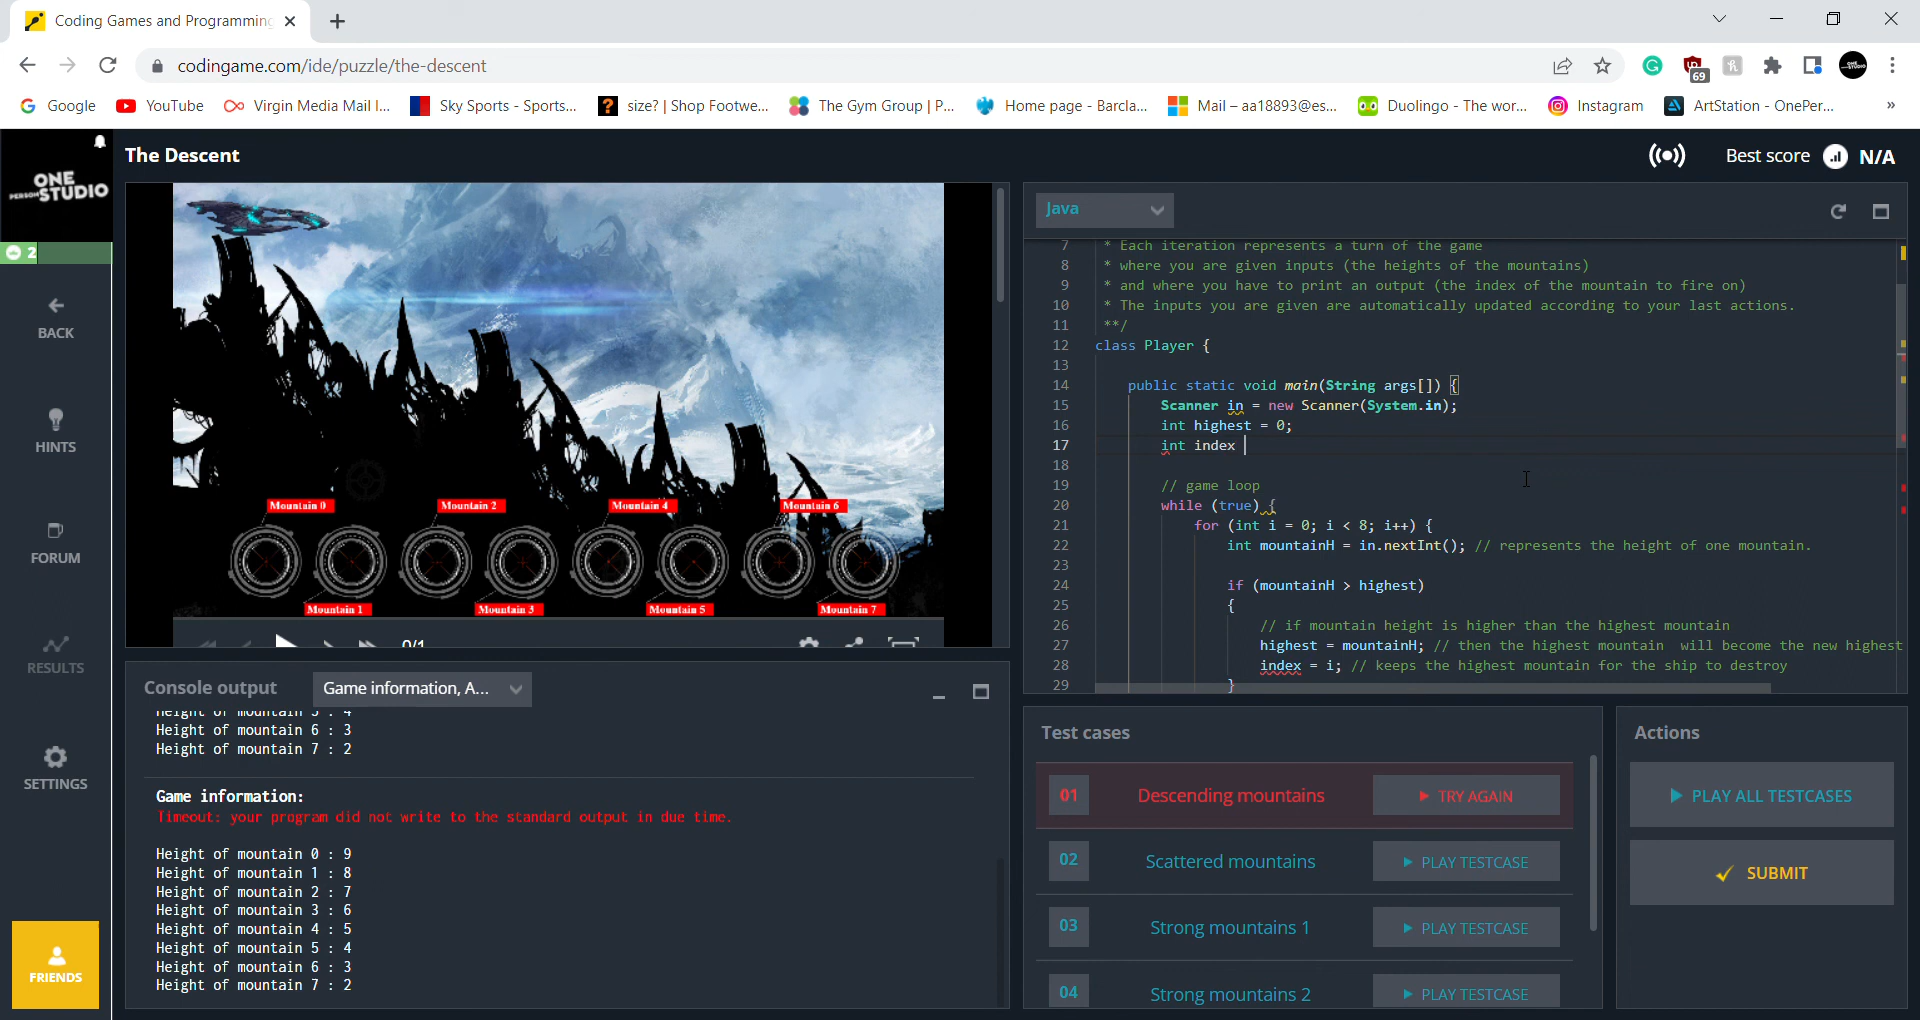 Coding Games and Programming
codingame.com/ide/puzzle/the-descent
69
Google
YouTube
Virgin Media Mail I...
Sky Sports - Sports...
size? | Shop Footwe...
The Gym Group | P...
Home page - Barcla...
Mail – aa18893@es...
Duolingo - The wor...
Instagram
ArtStation - OnePer...
»
ONE
PERSON STUDIO
The Descent
Best score
N/A
2
BACK
HINTS
FORUM
RESULTS
SETTINGS
FRIENDS
Mountain 0
Mountain 2
Mountain 4
Mountain 6
Mountain 1
Mountain 3
Mountain 5
Mountain 7
0/1
Java
7 * Each iteration represents a turn of the game
8 * where you are given inputs (the heights of the mountains)
9 * and where you have to print an output (the index of the mountain to fire on)
10 * The inputs you are given are automatically updated according to your last actions.
11 **/
12 class Player {
13
14 public static void main(String args[]) {
15 Scanner in = new Scanner(System.in);
16 int highest = 0;
17 int index
18
19 // game loop
20 while (true) {
21 for (int i = 0; i < 8; i++) {
22 int mountainH = in.nextInt(); // represents the height of one mountain.
23
24 if (mountainH > highest)
25 {
26 // if mountain height is higher than the highest mountain
27 highest = mountainH; // then the highest mountain will become the new highest
28 index = i; // keeps the highest mountain for the ship to destroy
29 }
Console output
Game information, A...
Height of mountain 5 : 4
Height of mountain 6 : 3
Height of mountain 7 : 2
Game information:
Timeout: your program did not write to the standard output in due time.
Height of mountain 0 : 9
Height of mountain 1 : 8
Height of mountain 2 : 7
Height of mountain 3 : 6
Height of mountain 4 : 5
Height of mountain 5 : 4
Height of mountain 6 : 3
Height of mountain 7 : 2
Test cases
01 Descending mountains TRY AGAIN
02 Scattered mountains PLAY TESTCASE
03 Strong mountains 1 PLAY TESTCASE
04 Strong mountains 2 PLAY TESTCASE
Actions
PLAY ALL TESTCASES
SUBMIT